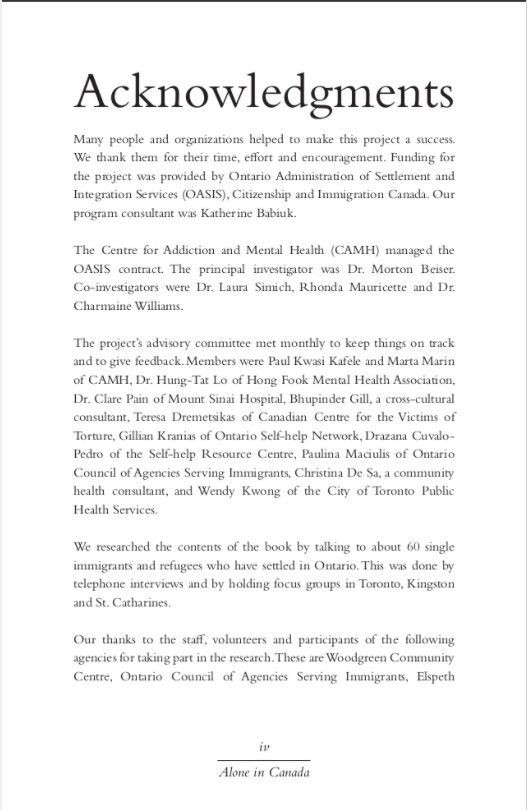 Acknowledgments
Many people and organizations helped to make this project a success.
We thank them for their time, effort and encouragement. Funding for
the project was provided by Ontario Administration of Settlement and
Integration Services (OASIS), Citizenship and Immigration Canada. Our
program consultant was Katherine Babiuk.
The Centre for Addiction and Mental Health (CAMH) managed the
OASIS contract. The principal investigator was Dr. Morton Beiser.
Co-investigators were Dr. Laura Simich, Rhonda Mauricette and Dr.
Charmaine Williams.
The project's advisory committee met monthly to keep things on track
and to give feedback. Members were Paul Kwasi Kafele and Marta Marin
of CAMH, Dr. Hung-Tat Lo of Hong Fook Mental Health Association,
Dr. Clare Pain of Mount Sinai Hospital, Bhupinder Gill, a cross-cultural
consultant, Teresa Dremetsikas of Canadian Centre for the Victims of
Torture, Gillian Kranias of Ontario Self-help Network, Drazana Cuvalo-
Pedro of the Self-help Resource Centre, Paulina Maciulis of Ontario
Council of Agencies Serving Immigrants, Christina De Sa, a community
health consultant, and Wendy Kwong of the City of Toronto Public
Health Services.
We researched the contents of the book by talking to about 60 single
immigrants and refugees who have settled in Ontario. This was done by
telephone interviews and by holding focus groups in Toronto, Kingston
and St. Catharines.
Our thanks to the staff, volunteers and participants of the following
agencies for taking part in the research. These are Woodgreen Community
Centre, Ontario Council of Agencies Serving Immigrants, Elspeth
iv
Alone in Canada